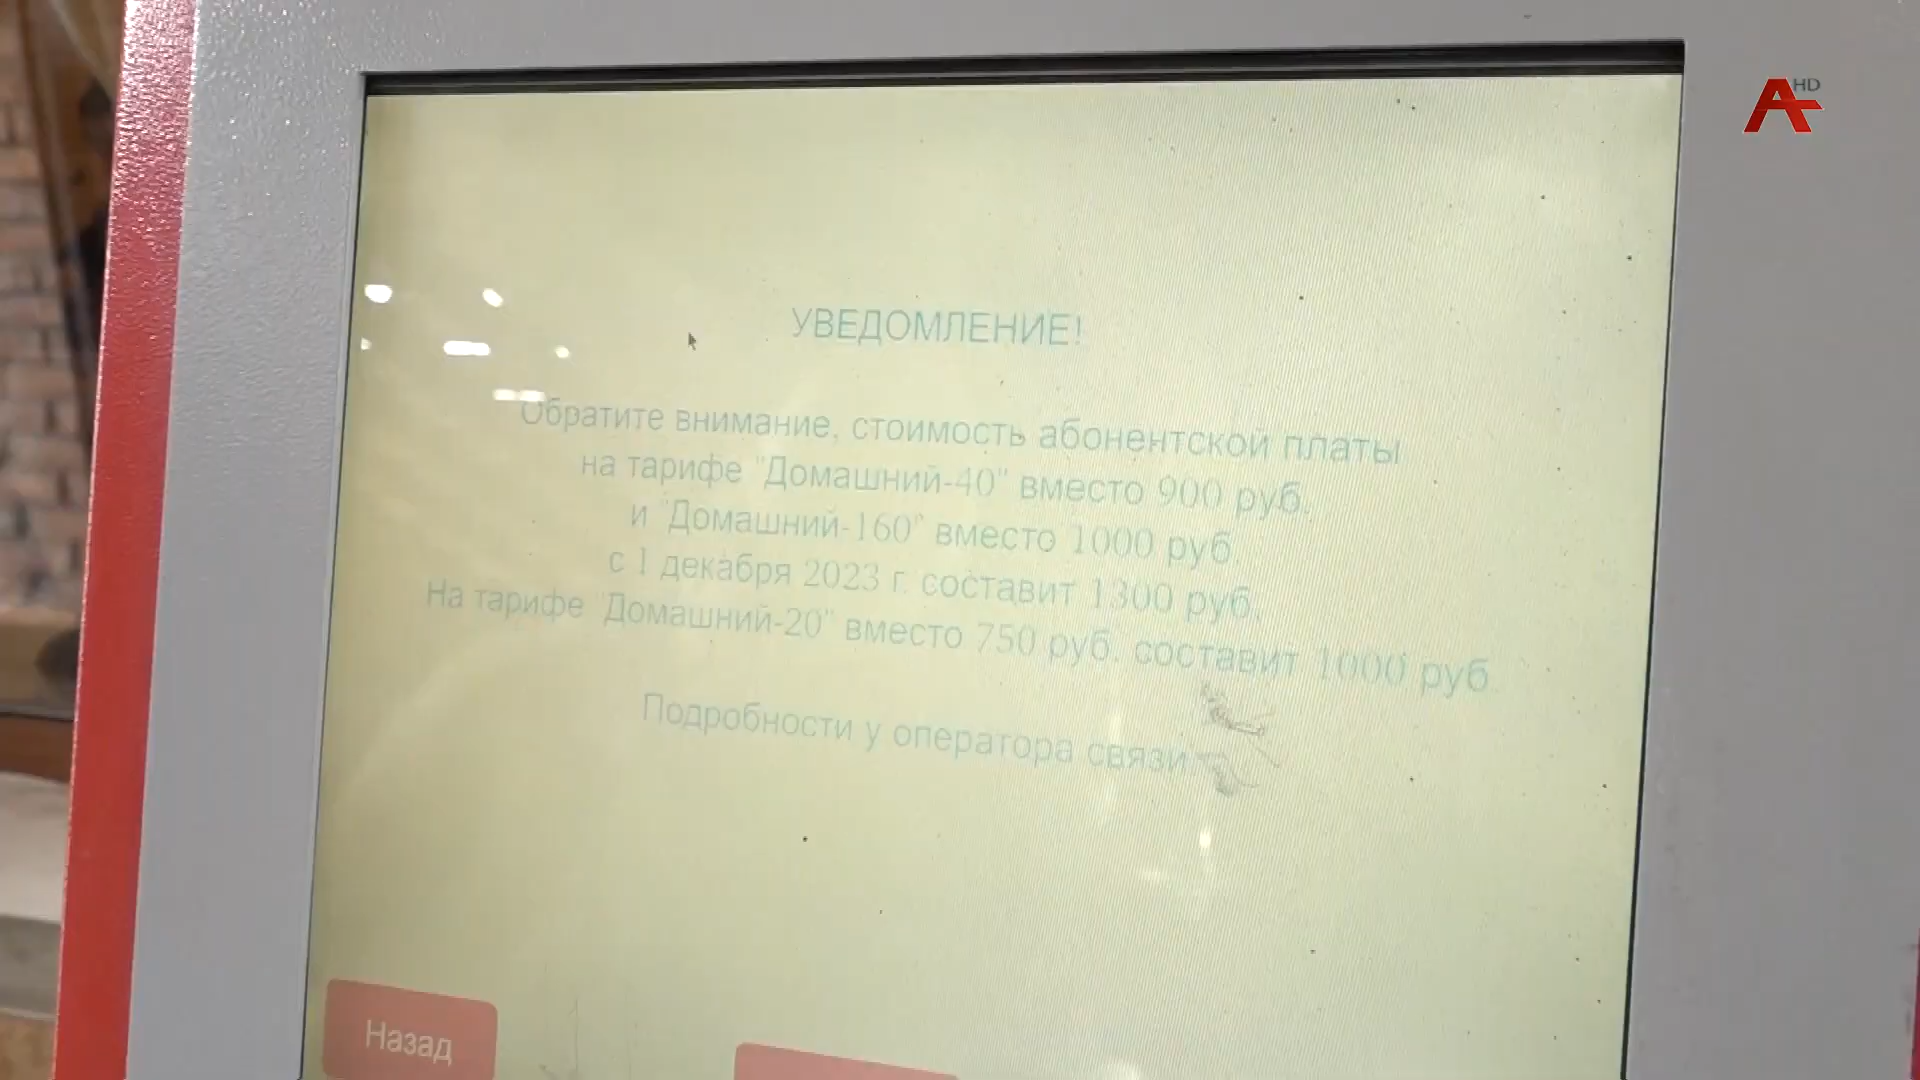 HD
УВЕДОМЛЕНИЕ!
Обратите внимание, стоимость абонентской платы
на тарифе "Домашний-40" вместо 900 руб.
и "Домашний-160" вместо 1000 руб.
с 1 декабря 2023 г. составит 1300 руб.
На тарифе "Домашний-20" вместо 750 руб. составит 1000 руб.
Подробности у оператора связи
Назад